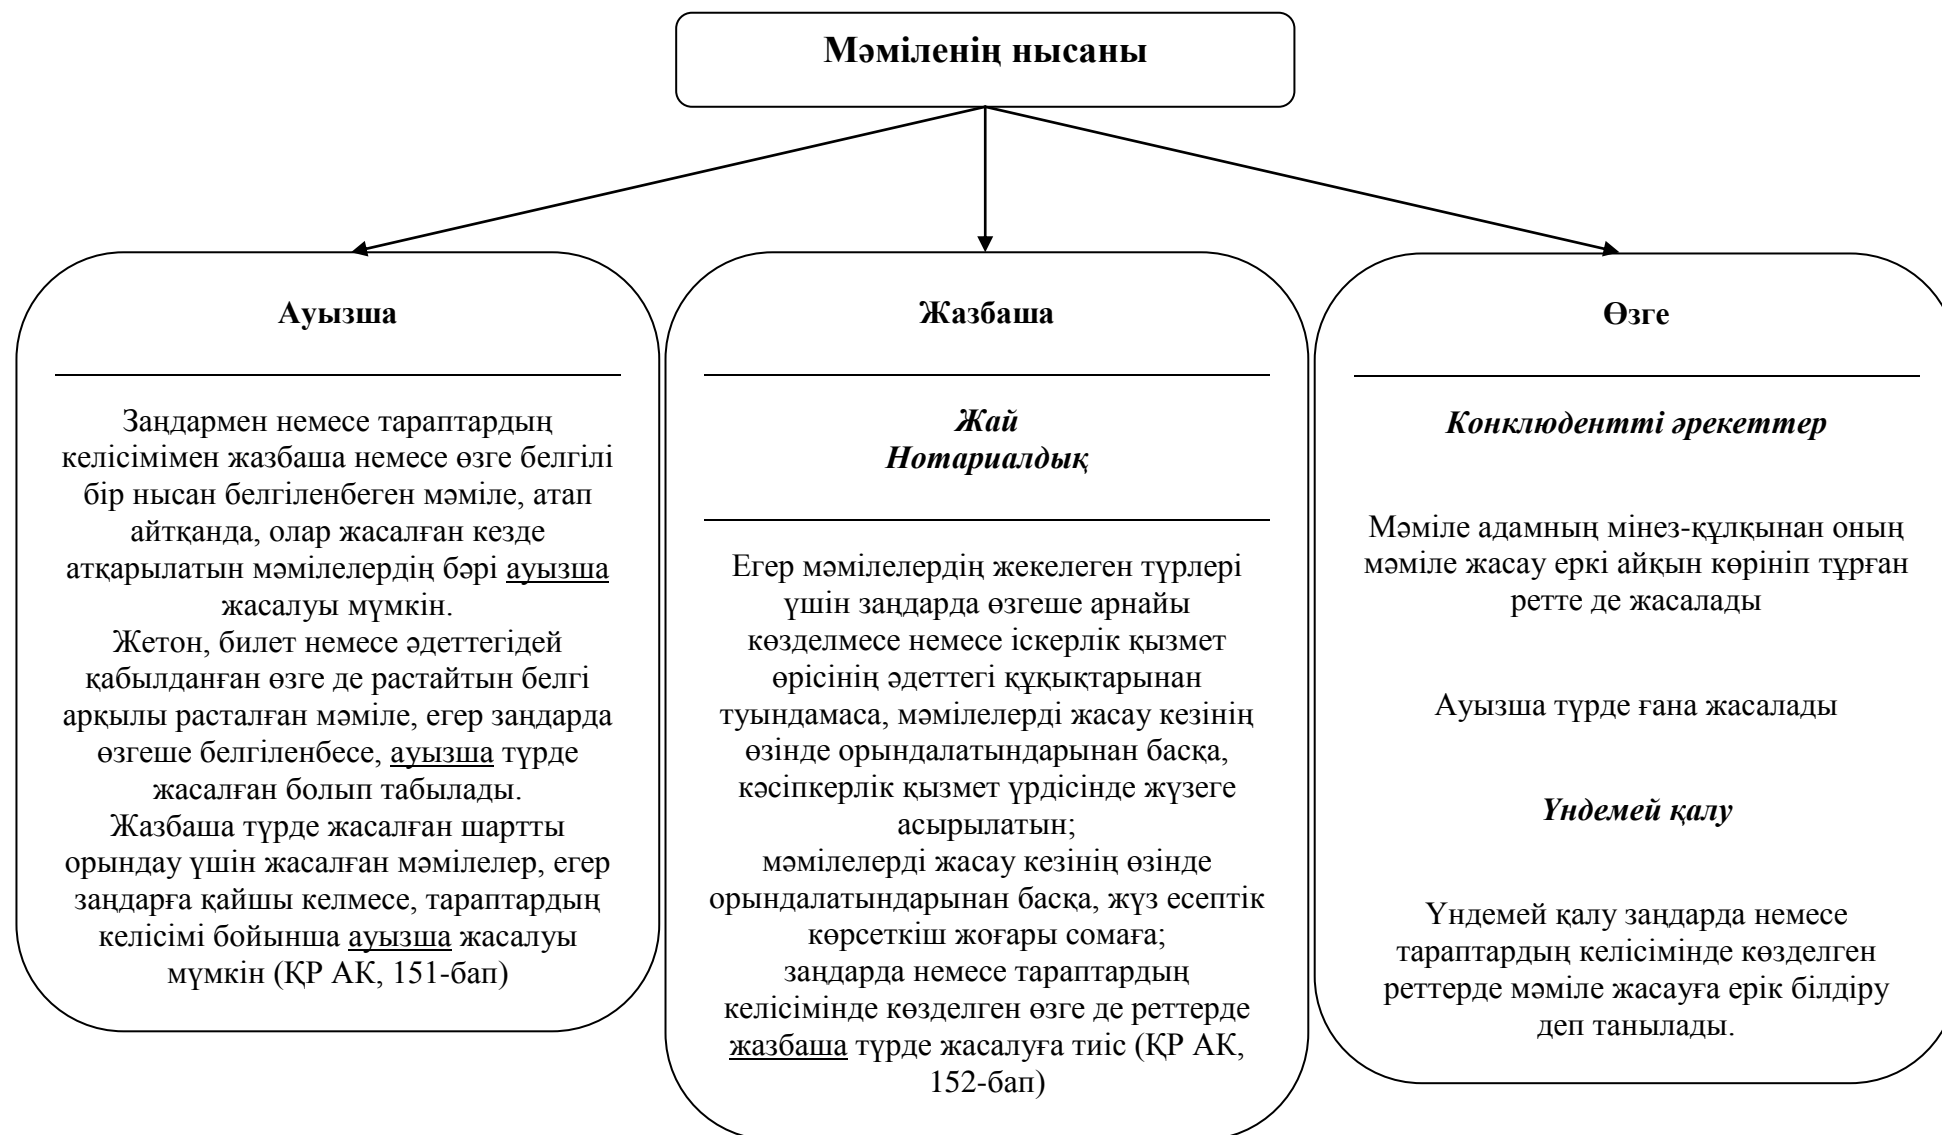 Мәміленің нысаны
Ауызша
Заңдармен немесе тараптардың
келісімімен жазбаша немесе өзге белгілі
бір нысан белгіленбеген мәміле, атап
айтқанда, олар жасалған кезде
атқарылатын мәмілелердің бәрі ауызша
жасалуы мүмкін.
Жетон, билет немесе әдеттегідей
қабылданған өзге де растайтын белгі
арқылы расталған мәміле, егер заңдарда
өзгеше белгіленбесе, ауызша түрде
жасалған болып табылады.
Жазбаша түрде жасалған шартты
орындау үшін жасалған мәмілелер, егер
заңдарға қайшы келмесе, тараптардың
келісімі бойынша ауызша жасалуы
мүмкін (ҚР АК, 151-бап)
Жазбаша
Жай
Нотариалдық
Егер мәмілелердің жекелеген түрлері
үшін заңдарда өзгеше арнайы
көзделмесе немесе іскерлік қызмет
өрісінің әдеттегі құқықтарынан
туындамаса, мәмілелерді жасау кезінің
өзінде орындалатындарынан басқа,
кәсіпкерлік қызмет үрдісінде жүзеге
асырылатын;
мәмілелерді жасау кезінің өзінде
орындалатындарынан басқа, жүз есептік
көрсеткіш жоғары сомаға;
заңдарда немесе тараптардың
келісімінде көзделген өзге де реттерде
жазбаша түрде жасалуға тиіс (ҚР АК,
152-бап)
Өзге
Конклюдентті әрекеттер
Мәміле адамның мінез-құлқынан оның
мәміле жасау еркі айқын көрініп тұрған
ретте де жасалады
Ауызша түрде ғана жасалады
Үндемей қалу
Үндемей қалу заңдарда немесе
тараптардың келісімінде көзделген
реттерде мәміле жасауға ерік білдіру
деп танылады.